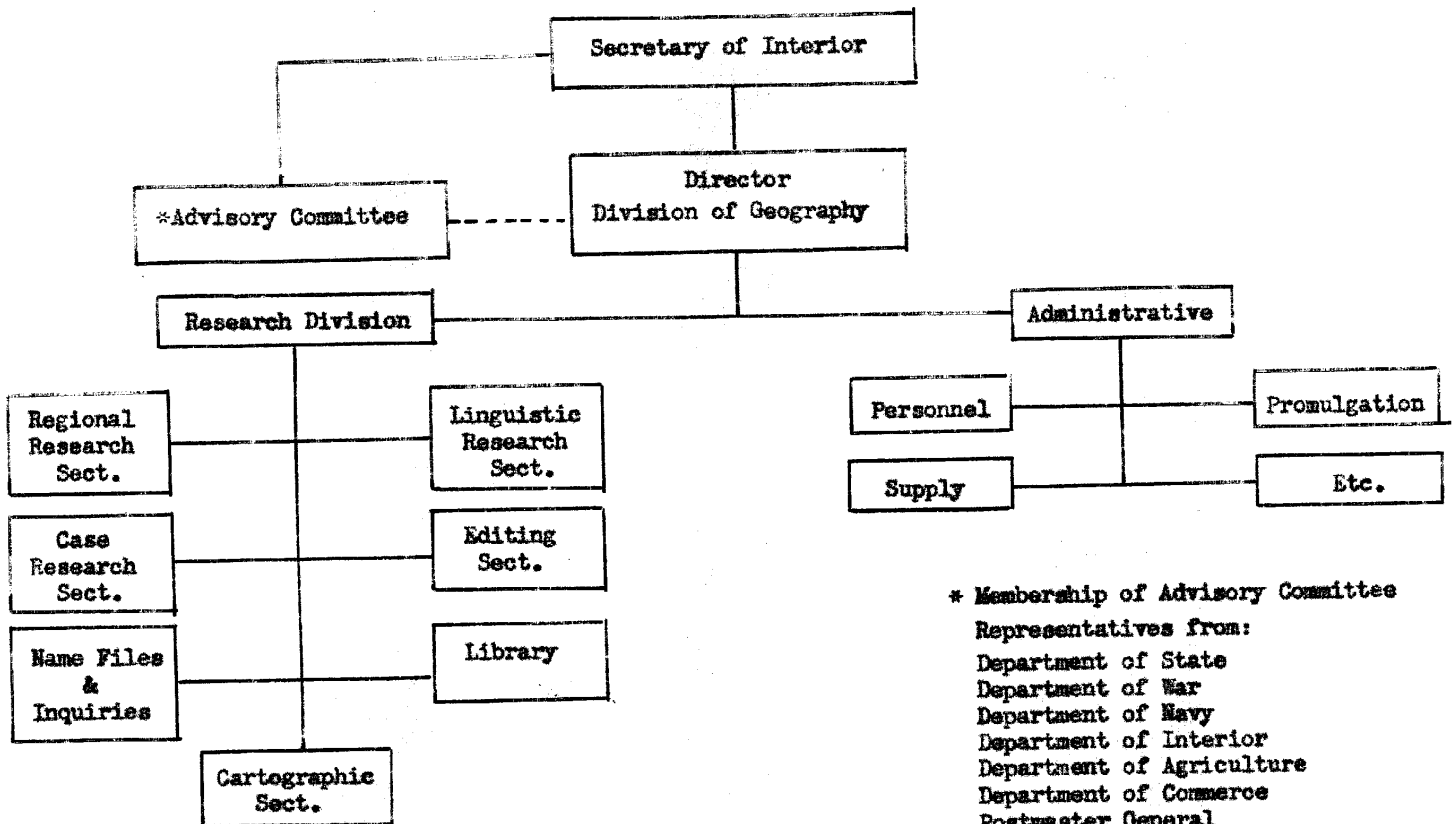 Secretary of Interior
*Advisory Committee
Director
Division of Geography
Research Division
Administrative
Regional
Research
Sect.
Linguistic
Research
Sect.
Personnel
Promulgation
Case
Research
Sect.
Editing
Sect.
Supply
Etc.
Name Files
&
Inquiries
Library
Cartographic
Sect.
* Membership of Advisory Committee
Representatives from:
Department of State
Department of War
Department of Navy
Department of Interior
Department of Agriculture
Department of Commerce
Postmaster General